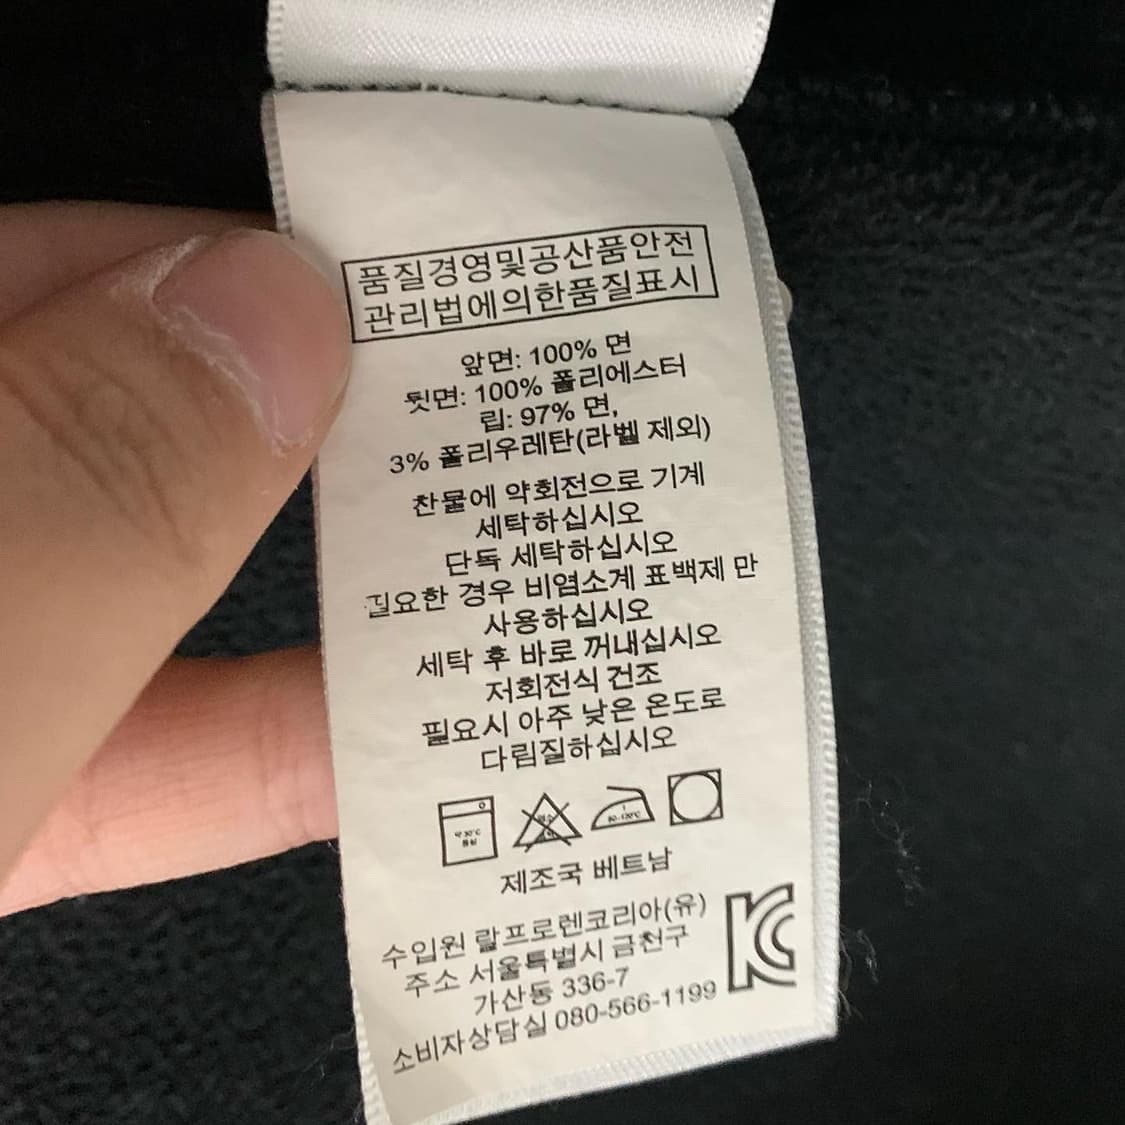 품질경영및공산품안전
관리법에의한품질표시
앞면: 100% 면
뒷면: 100% 폴리에스터
립: 97% 면,
3% 폴리우레탄(라벨 제외)
찬물에 약회전으로 기계
세탁하십시오
단독 세탁하십시오
필요한 경우 비염소계 표백제 만
사용하십시오
세탁 후 바로 꺼내십시오
저회전식 건조
필요시 아주 낮은 온도로
다림질하십시오
약 30°C
1
80-120°C
제조국 베트남
수입원 랄프로렌코리아(유)
주소 서울특별시 금천구
가산동 336-7
소비자상담실 080-566-1199